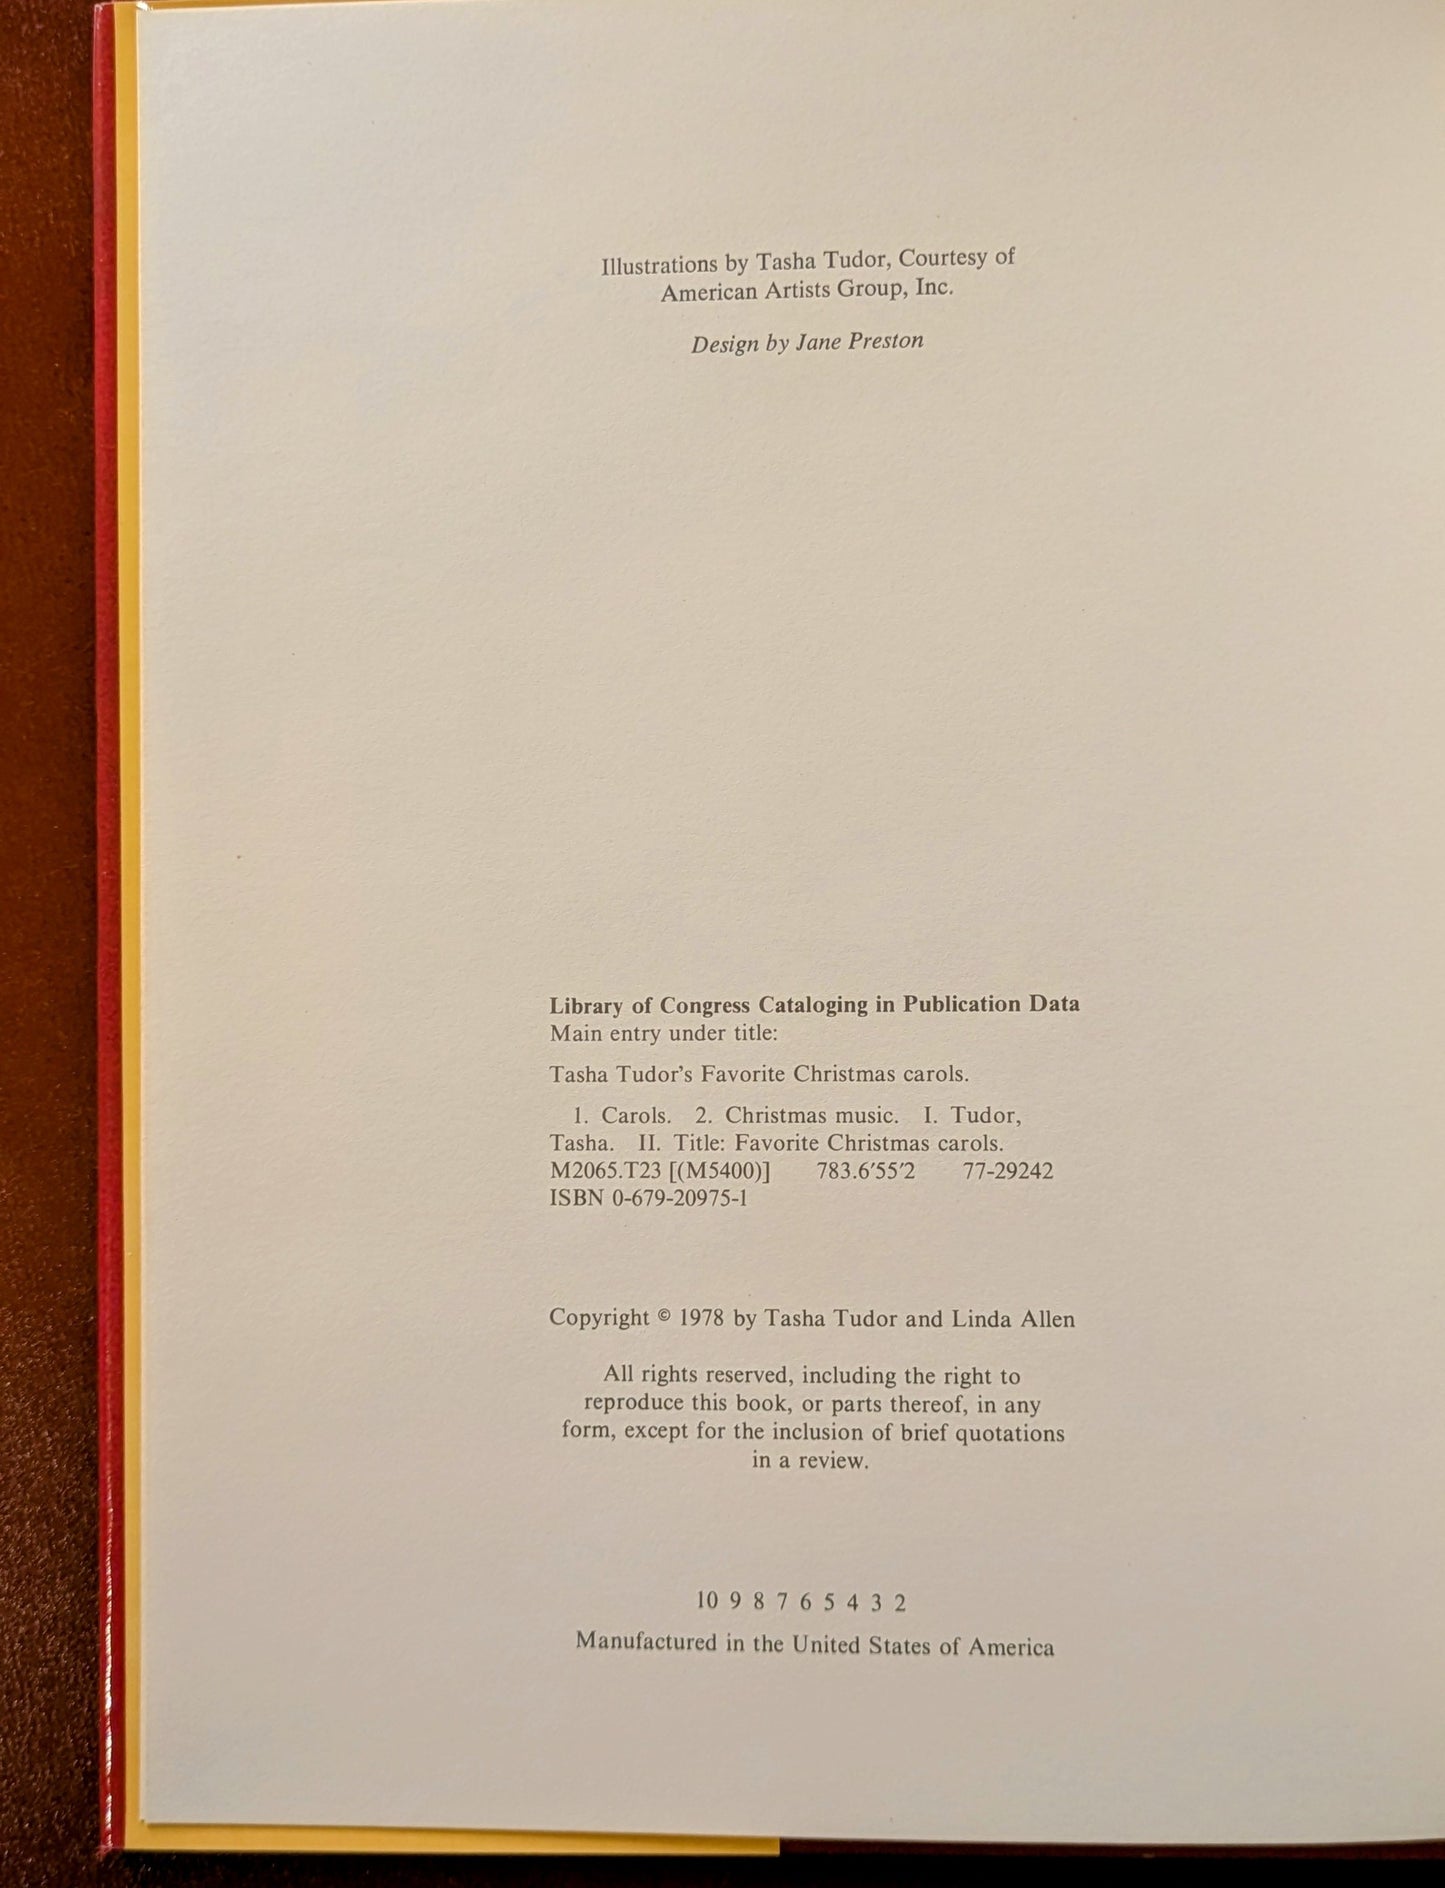 Illustrations by Tasha Tudor, Courtesy of
American Artists Group, Inc.
Design by Jane Preston
Library of Congress Cataloging in Publication Data
Main entry under title:
Tasha Tudor's Favorite Christmas carols.
1. Carols. 2. Christmas music. I. Tudor,
Tasha. II. Title: Favorite Christmas carols.
M2065.T23 [(M5400)] 783.6'55'2 77-29242
ISBN 0-679-20975-1
Copyright © 1978 by Tasha Tudor and Linda Allen
All rights reserved, including the right to
reproduce this book, or parts thereof, in any
form, except for the inclusion of brief quotations
in a review.
10 9 8 7 6 5 4 3 2
Manufactured in the United States of America